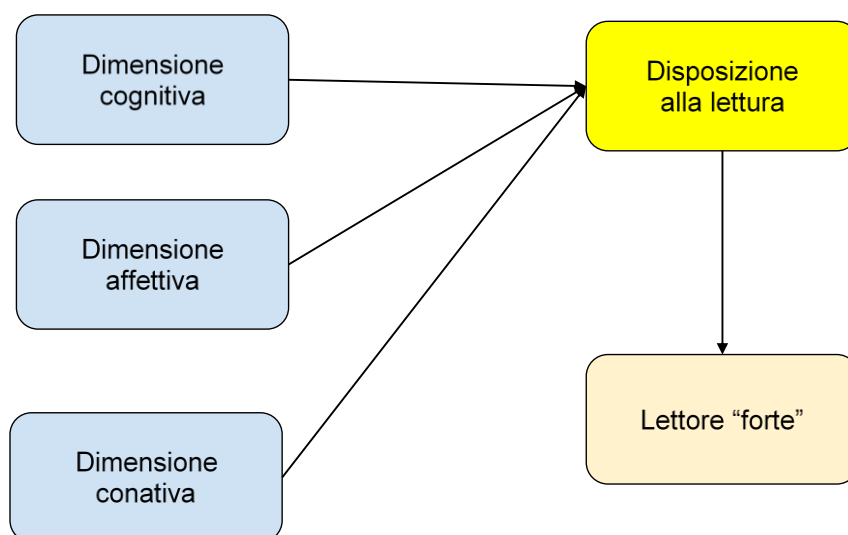 Dimensione
cognitiva
Disposizione
alla lettura
Dimensione
affettiva
Lettore “forte”
Dimensione
conativa